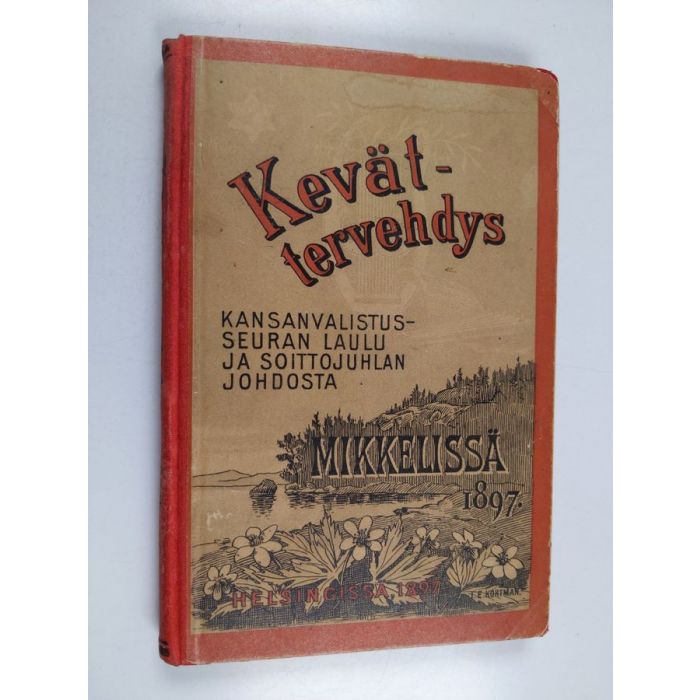 Kevät-
tervehdys
KANSANVALISTUS-
SEURAN LAULU
JA SOITTOJUHLAN
JOHDOSTA
MIKKELISSÄ
1897.
HELSINGISSÄ, 1897